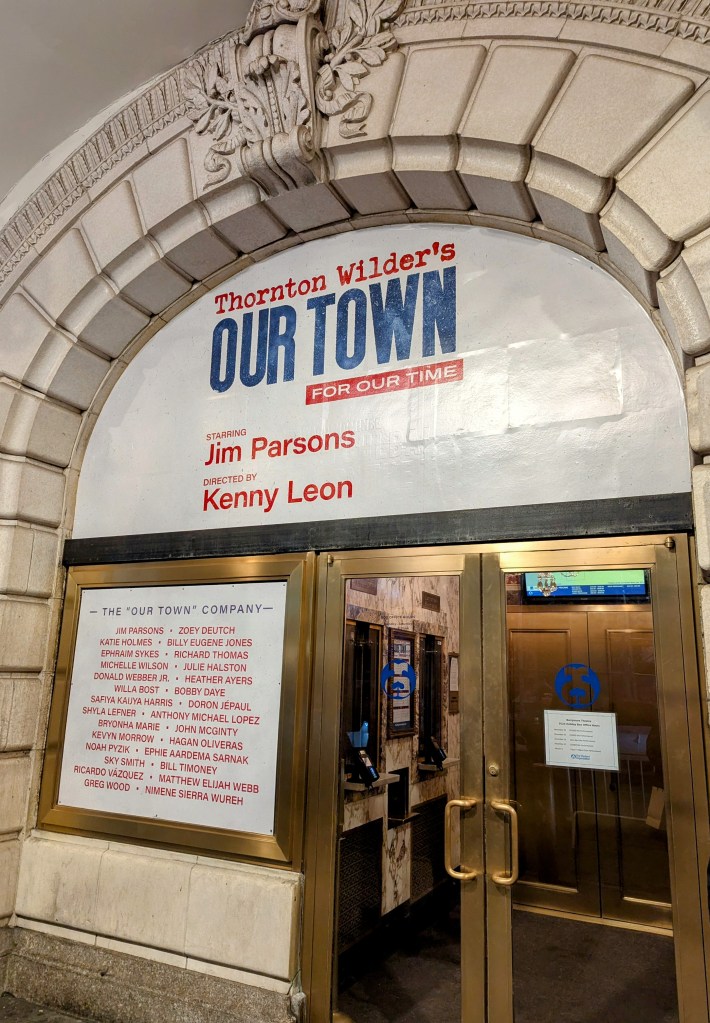 Thornton Wilder's
OUR TOWN
FOR OUR TIME
STARRING
Jim Parsons
DIRECTED BY
Kenny Leon
— THE "OUR TOWN" COMPANY—
JIM PARSONS • ZOEY DEUTCH
KATIE HOLMES • BILLY EUGENE JONES
EPHRAIM SYKES • RICHARD THOMAS
MICHELLE WILSON • JULIE HALSTON
DONALD WEBBER JR. • HEATHER AYERS
WILLA BOST • BOBBY DAYE
SAFIYA KAIJYA HARRIS • DORON JÉPAUL
SHYLA LEFNER • ANTHONY MICHAEL LOPEZ
BRYONHA MARIE • JOHN MCGINTY
KEVYN MORROW • HAGAN OLIVERAS
NOAH PYZIK • EPHIE AARDEMA SARNAK
SKY SMITH • BILL TIMONEY
RICARDO VÁZQUEZ • MATTHEW ELIJAH WEBB
GREG WOOD • NIMENE SIERRA WUREH